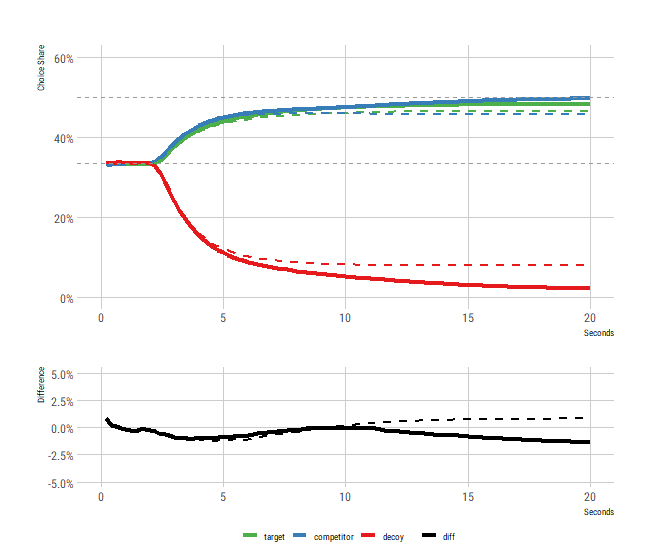 Choice Share
60%
40%
20%
0%
0 5 10 15 20
Seconds
Difference
5.0%
2.5%
0.0%
-2.5%
-5.0%
0 5 10 15 20
Seconds
target competitor decoy diff